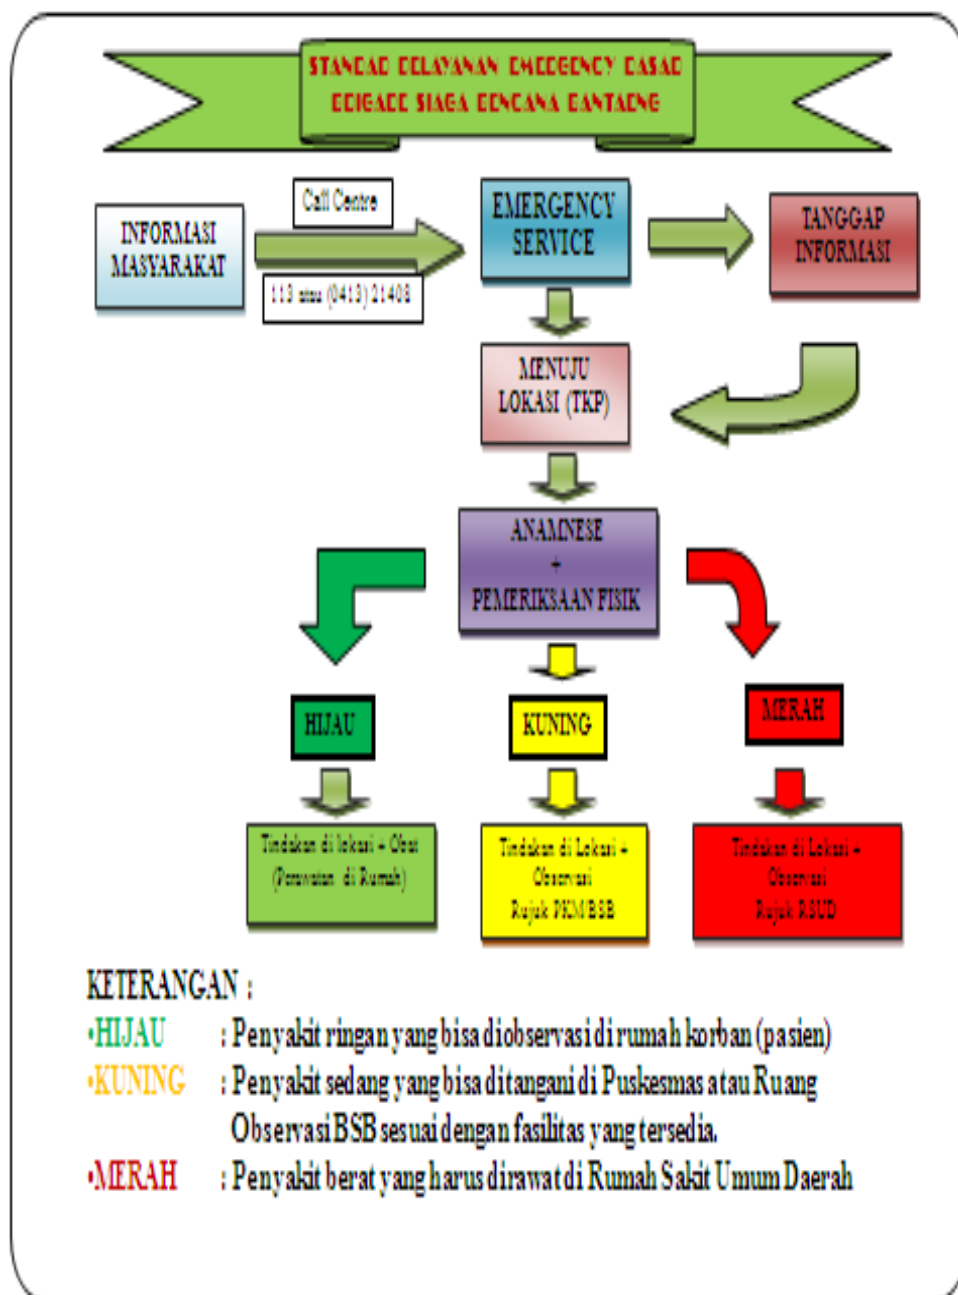 STANDAR PELAYANAN EMERGENCY DASAR
BRIGADE SIAGA BENCANA BANTAENG
INFORMASI
MASYARAKAT
Call Centre
113 atau (0413) 21408
EMERGENCY
SERVICE
TANGGAP
INFORMASI
MENUJU
LOKASI (TKP)
ANAMNESE
+
PEMERIKSAAN FISIK
HIJAU
KUNING
MERAH
Tindakan di lokasi + Obat
(Perawatan di Rumah)
Tindakan di Lokasi +
Observasi
Rujuk PKM/BSB
Tindakan di Lokasi +
Observasi
Rujuk RSUD
KETERANGAN :
•HIJAU : Penyakit ringan yang bisa diobservasi di rumah korban (pasien)
•KUNING : Penyakit sedang yang bisa ditangani di Puskesmas atau Ruang
Observasi BSB sesuai dengan fasilitas yang tersedia.
•MERAH : Penyakit berat yang harus dirawat di Rumah Sakit Umum Daerah